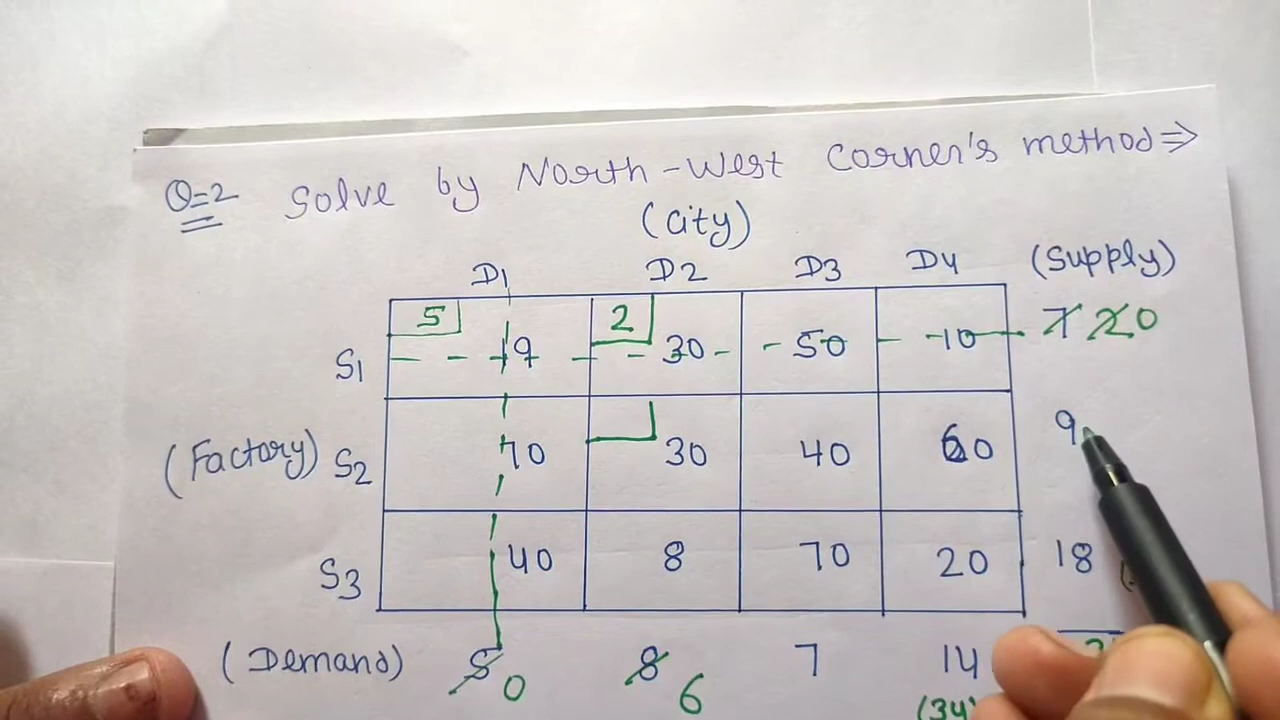 Q=2 Solve by North-West Corner's method ⇒
(City)
D1 D2 D3 D4 (Supply)
S1 5 19 2 30 50 10 7 2 0
(Factory) S2 70 30 40 60 9
S3 40 8 70 20 18
(Demand) 5 0 8 6 7 14
(34)